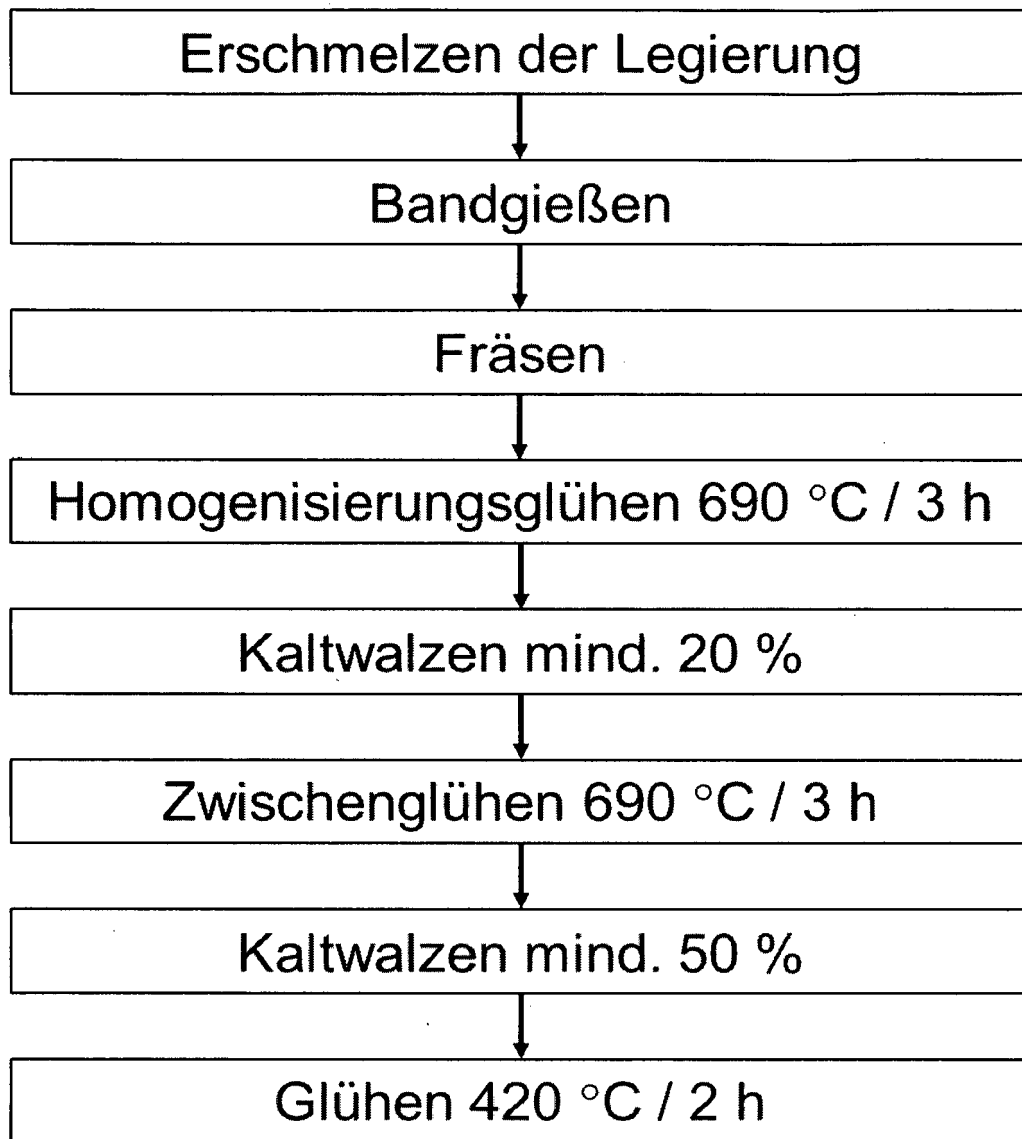 Erschmelzen der Legierung
Bandgießen
Fräsen
Homogenisierungsglühen 690 °C / 3 h
Kaltwalzen mind. 20 %
Zwischenglühen 690 °C / 3 h
Kaltwalzen mind. 50 %
Glühen 420 °C / 2 h